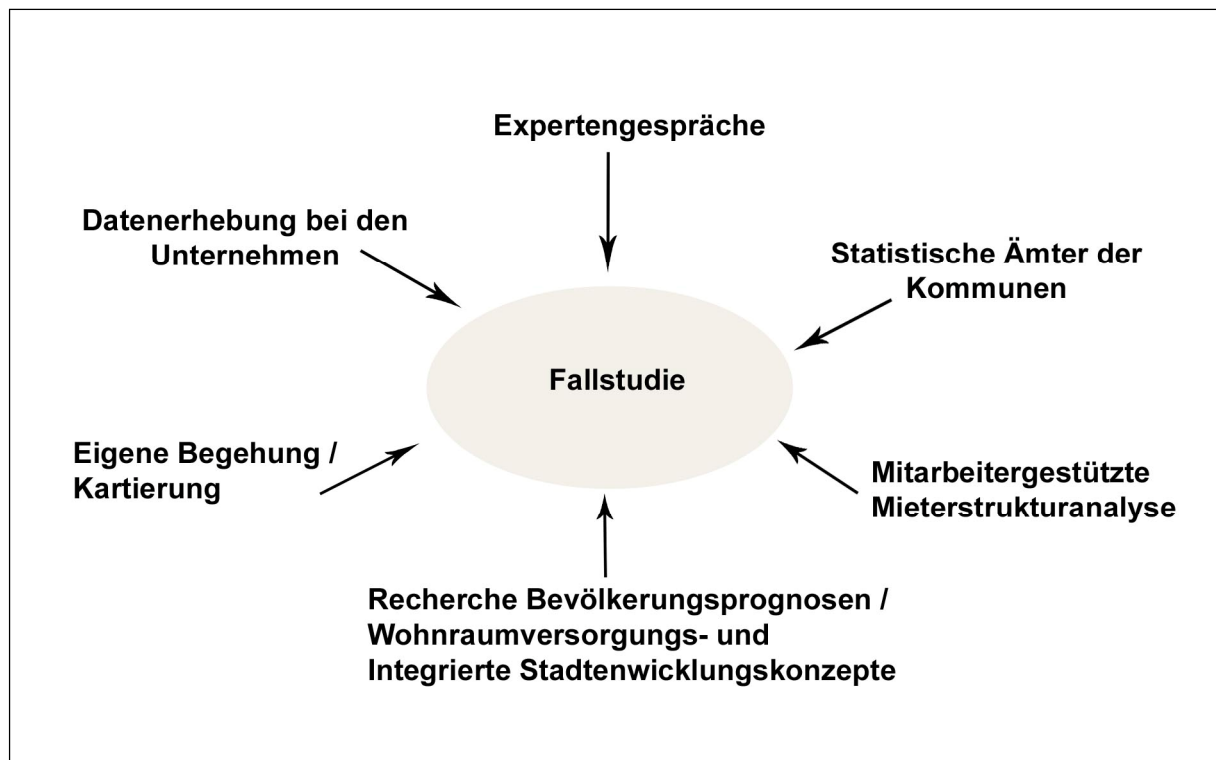 Expertengespräche
Datenerhebung bei den
Unternehmen
Statistische Ämter der
Kommunen
Fallstudie
Eigene Begehung /
Kartierung
Mitarbeitergestützte
Mieterstrukturanalyse
Recherche Bevölkerungsprognosen /
Wohnraumversorgungs- und
Integrierte Stadtenwicklungskonzepte